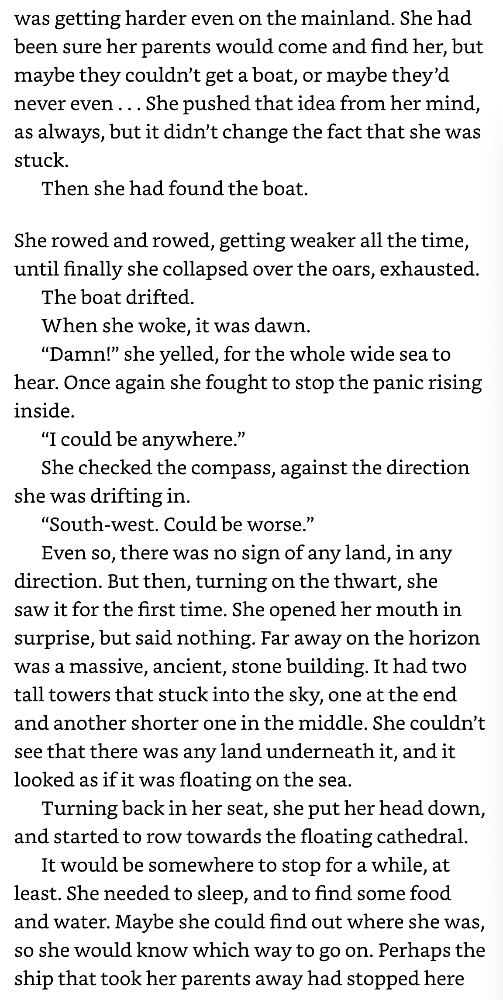 was getting harder even on the mainland. She had
been sure her parents would come and find her, but
maybe they couldn’t get a boat, or maybe they’d
never even . . . She pushed that idea from her mind,
as always, but it didn’t change the fact that she was
stuck.
Then she had found the boat.
She rowed and rowed, getting weaker all the time,
until finally she collapsed over the oars, exhausted.
The boat drifted.
When she woke, it was dawn.
“Damn!” she yelled, for the whole wide sea to
hear. Once again she fought to stop the panic rising
inside.
“I could be anywhere.”
She checked the compass, against the direction
she was drifting in.
“South-west. Could be worse.”
Even so, there was no sign of any land, in any
direction. But then, turning on the thwart, she
saw it for the first time. She opened her mouth in
surprise, but said nothing. Far away on the horizon
was a massive, ancient, stone building. It had two
tall towers that stuck into the sky, one at the end
and another shorter one in the middle. She couldn’t
see that there was any land underneath it, and it
looked as if it was floating on the sea.
Turning back in her seat, she put her head down,
and started to row towards the floating cathedral.
It would be somewhere to stop for a while, at
least. She needed to sleep, and to find some food
and water. Maybe she could find out where she was,
so she would know which way to go on. Perhaps the
ship that took her parents away had stopped here